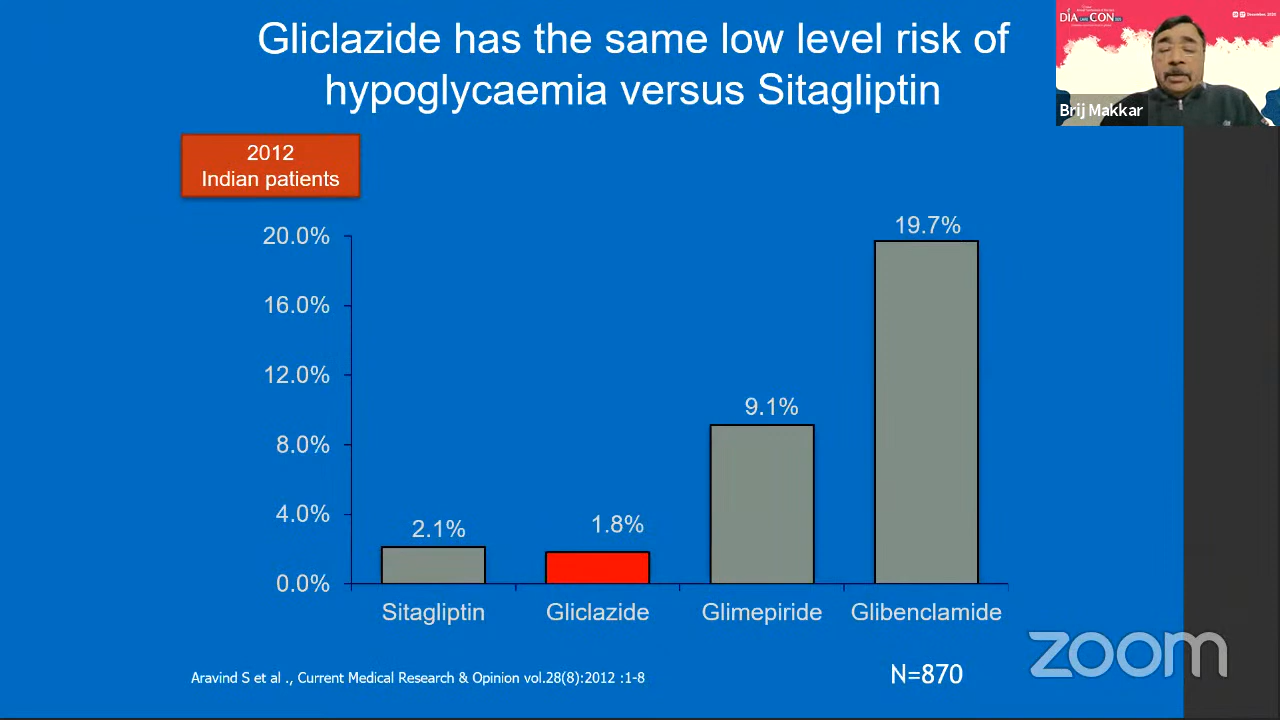 Gliclazide has the same low level risk of
hypoglycaemia versus Sitagliptin
DIA CON
Brij Makkar
2012
Indian patients
20.0%
16.0%
12.0%
8.0%
4.0%
0.0%
2.1%
1.8%
9.1%
19.7%
Sitagliptin
Gliclazide
Glimepiride
Glibenclamide
Aravind S et al ., Current Medical Research & Opinion vol.28(8):2012 :1-8
N=870
zoom